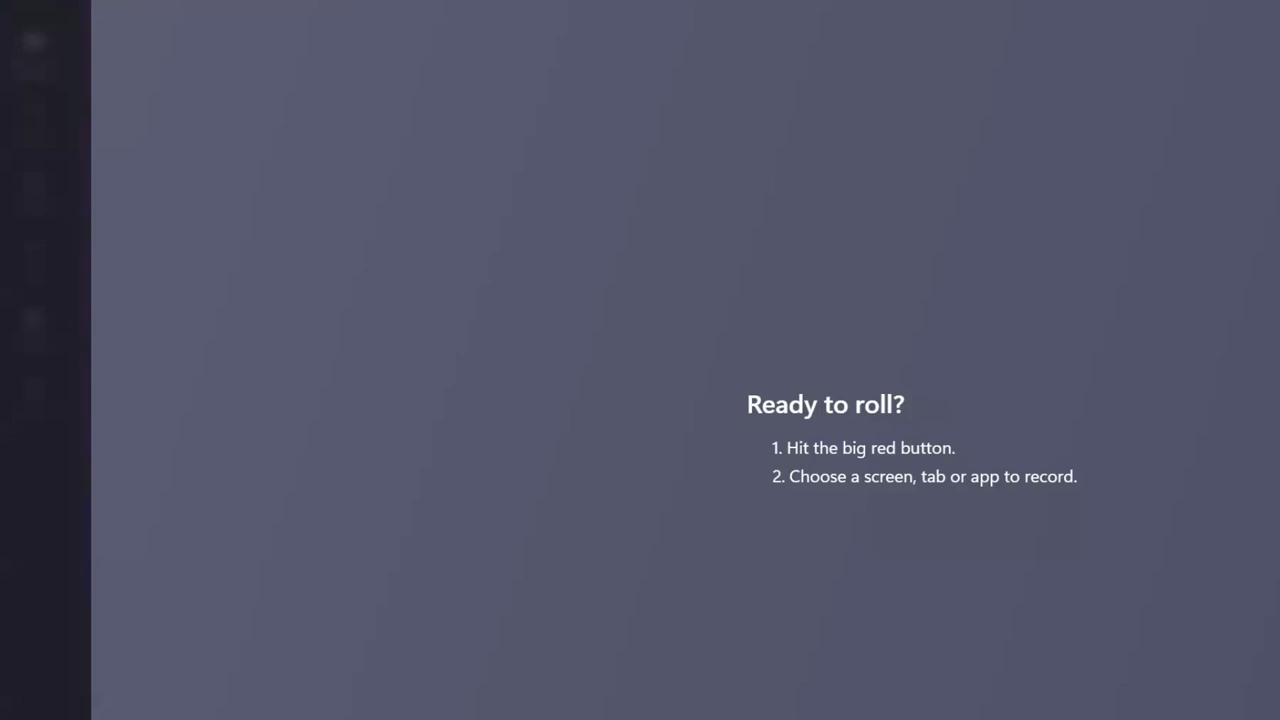 Ready to roll?
1. Hit the big red button.
2. Choose a screen, tab or app to record.